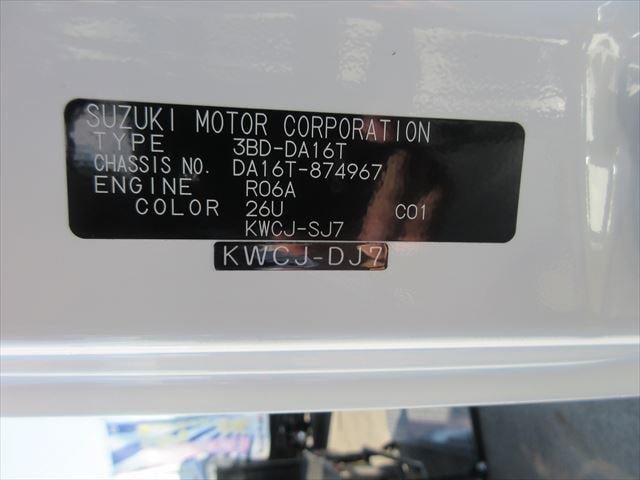 SUZUKI MOTOR CORPORATION
TYPE 3BD-DA16T
CHASSIS NO. DA16T-874967
ENGINE R06A
COLOR 26U C01
KWCJ-SJ7
KWCJ-DJ7